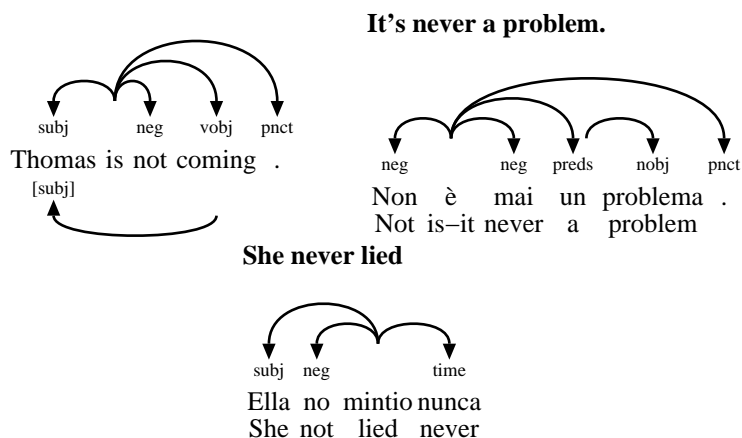 It's never a problem.
subj neg vobj pnct
Thomas is not coming .
[subj]
neg neg preds nobj pnct
Non è mai un problema .
Not is–it never a problem
She never lied
subj neg time
Ella no mintio nunca
She not lied never